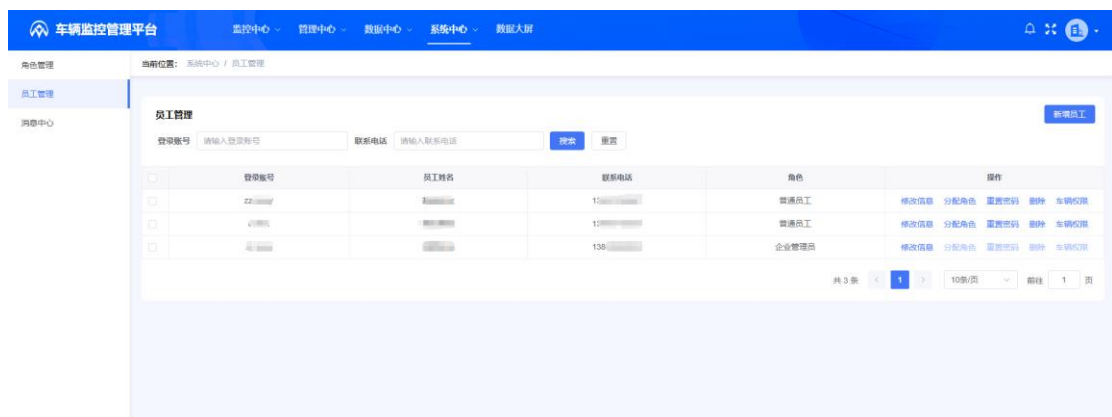 车辆监控管理平台 监控中心 管理中心 数据中心 系统中心 数据大屏
角色管理 当前位置： 系统中心 / 员工管理
员工管理
消息中心
员工管理 新增员工
登录账号 请输入登录账号 联系电话 请输入联系电话 搜索 重置
登录账号 员工姓名 联系电话 角色 操作
普通员工 修改信息 分配角色 重置密码 删除 车辆权限
普通员工 修改信息 分配角色 重置密码 删除 车辆权限
138 企业管理员 修改信息 分配角色 重置密码 删除 车辆权限
共 3 条 < 1 > 10条/页 前往 1 页